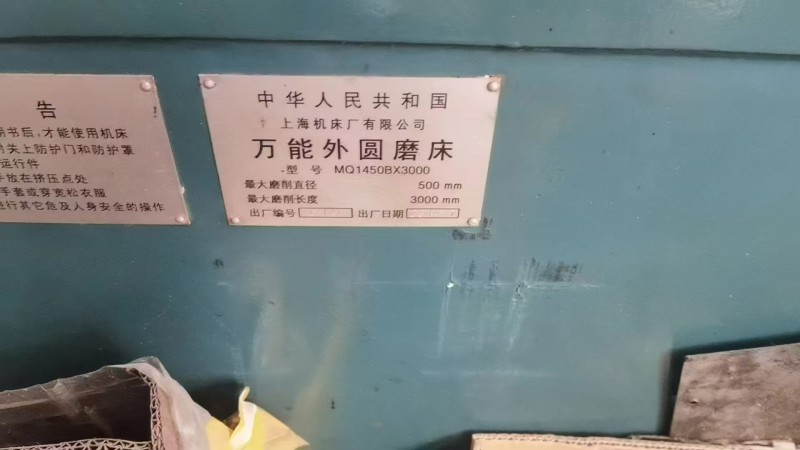 告
明书后,才能使用机床
关上防护门和防护罩
运行件
放在挤压点处
手套或穿宽松衣服
进行其它危及人身安全的操作
中华人民共和国
上海机床厂有限公司
万能外圆磨床
型号 MQ1450BX3000
最大磨削直径 500 mm
最大磨削长度 3000 mm
出厂编号 出厂日期